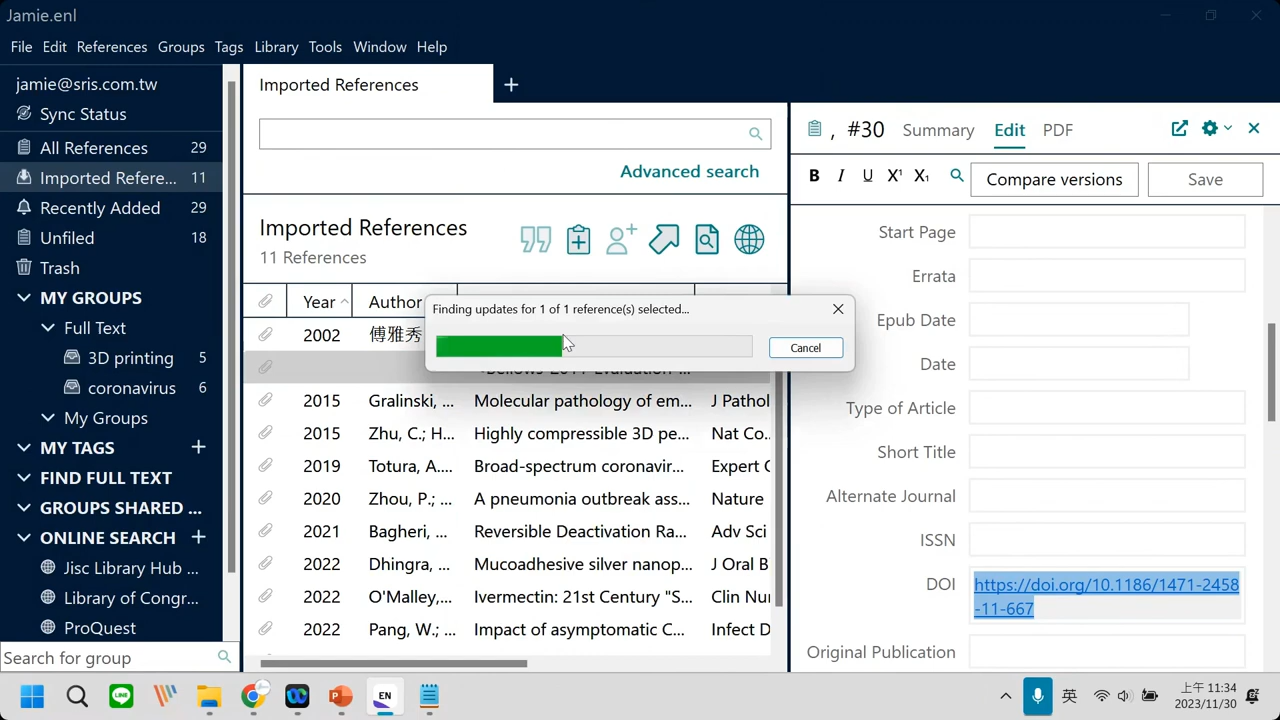 Jamie.enl
File Edit References Groups Tags Library Tools Window Help
jamie@sris.com.tw
Sync Status
All References 29
Imported Refere... 11
Recently Added 29
Unfiled 18
Trash
MY GROUPS
Full Text
3D printing 5
coronavirus 6
My Groups
MY TAGS
FIND FULL TEXT
GROUPS SHARED ...
ONLINE SEARCH
Jisc Library Hub ...
Library of Congr...
ProQuest
Search for group
Imported References
Advanced search
Imported References
11 References
Year Author
2002 傅雅秀
2015 Gralinski, ... Molecular pathology of em... J Pathol
2015 Zhu, C.; H... Highly compressible 3D pe... Nat Co..
2019 Totura, A.... Broad-spectrum coronavir... Expert
2020 Zhou, P.; ... A pneumonia outbreak ass... Nature
2021 Bagheri, ... Reversible Deactivation Ra... Adv Sci
2022 Dhingra, ... Mucoadhesive silver nanop... J Oral B
2022 O'Malley,... Ivermectin: 21st Century "S... Clin Nur
2022 Pang, W.; ... Impact of asymptomatic C... Infect D
Finding updates for 1 of 1 reference(s) selected...
Cancel
, #30 Summary Edit PDF
B I U X¹ X₁ Compare versions Save
Start Page
Errata
Epub Date
Date
Type of Article
Short Title
Alternate Journal
ISSN
DOI https://doi.org/10.1186/1471-2458
-11-667
Original Publication
LINE
EN
英
上午 11:34
2023/11/30